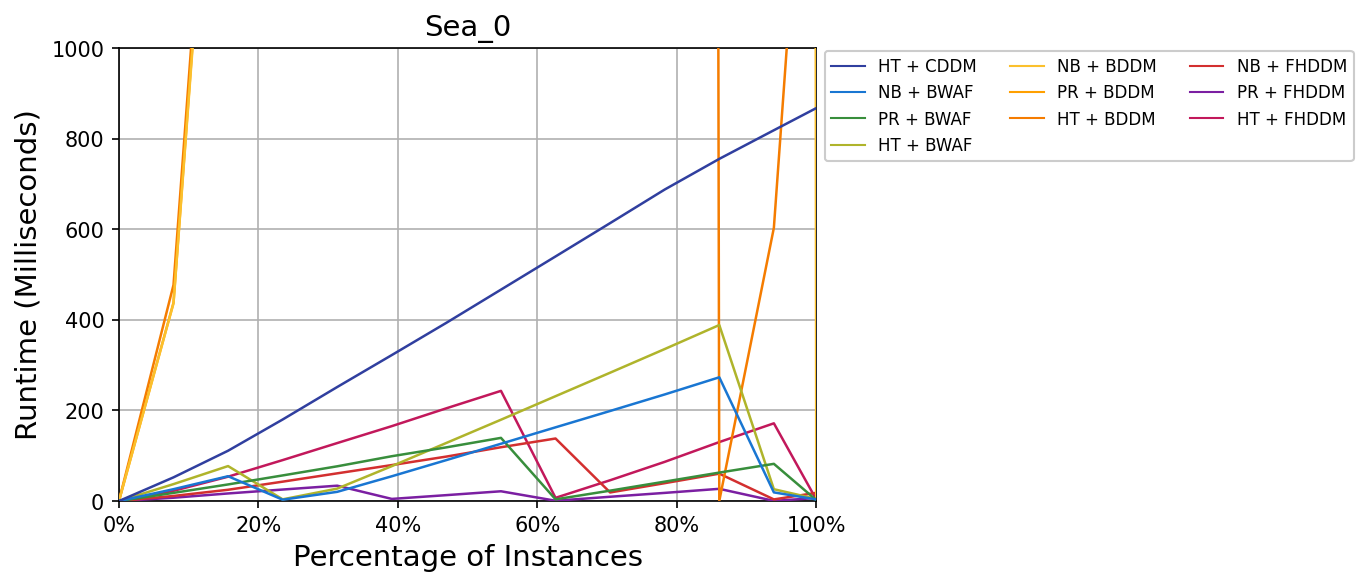 Sea_0
1000
800
600
400
200
0
Runtime (Milliseconds)
0% 20% 40% 60% 80% 100%
Percentage of Instances
HT + CDDM NB + BDDM NB + FHDDM
NB + BWAF PR + BDDM PR + FHDDM
PR + BWAF HT + BDDM HT + FHDDM
HT + BWAF